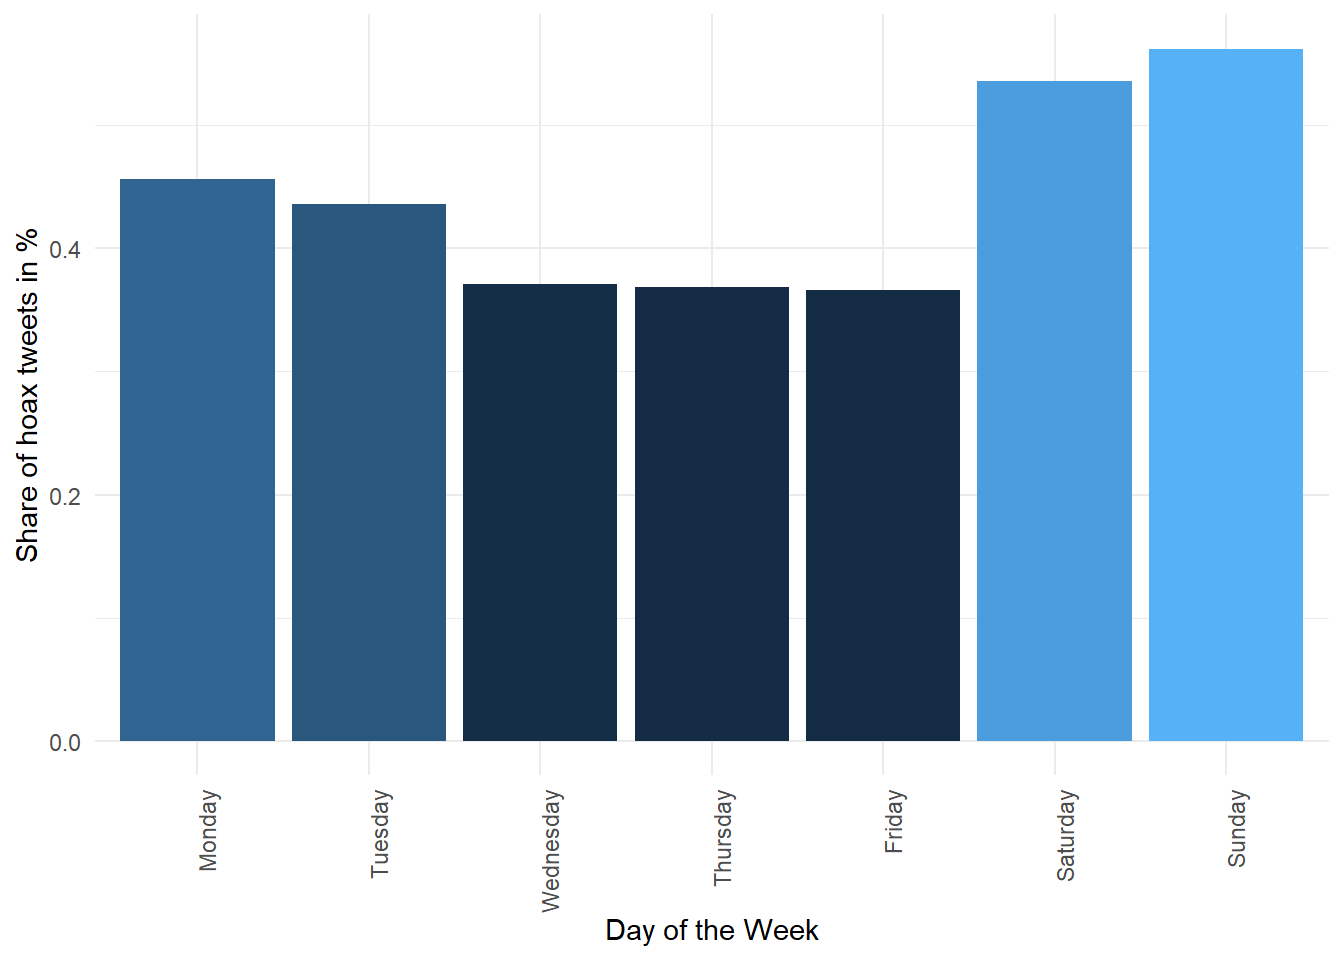 Share of hoax tweets in %
0.4
0.2
0.0
Monday
Tuesday
Wednesday
Thursday
Friday
Saturday
Sunday
Day of the Week